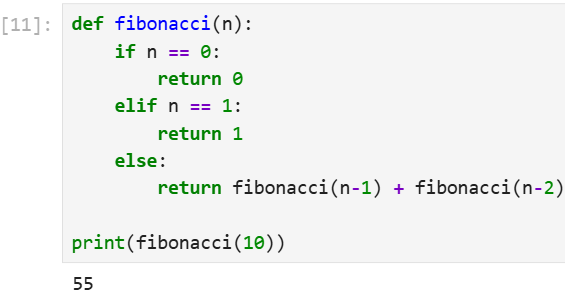 [11]:
def fibonacci(n):
    if n == 0:
        return 0
    elif n == 1:
        return 1
    else:
        return fibonacci(n-1) + fibonacci(n-2)

print(fibonacci(10))
55